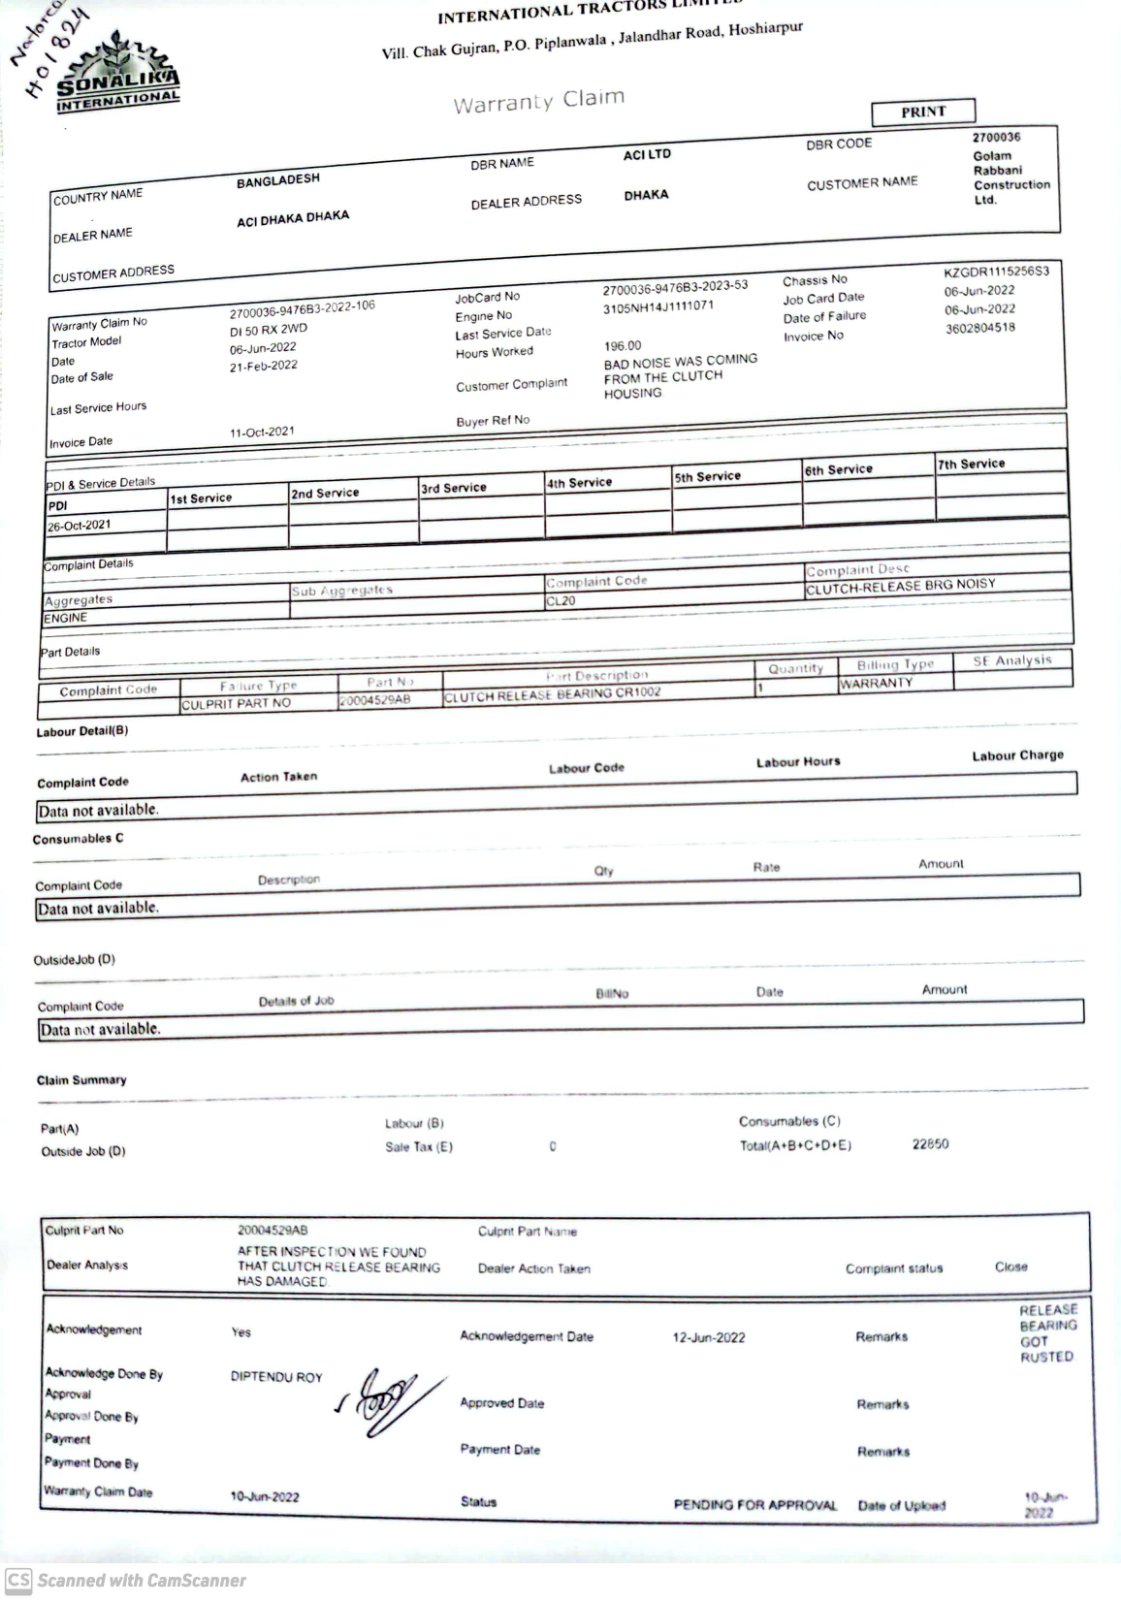 H01824
SONALIKA
INTERNATIONAL
INTERNATIONAL TRACTORS LIMITED
Vill. Chak Gujran, P.O. Piplanwala , Jalandhar Road, Hoshiarpur
Warranty Claim
PRINT
COUNTRY NAME BANGLADESH DBR NAME ACI LTD DBR CODE 2700036
DEALER NAME ACI DHAKA DHAKA DEALER ADDRESS DHAKA CUSTOMER NAME Golam Rabbani Construction Ltd.
CUSTOMER ADDRESS
Warranty Claim No 2700036-9476B3-2022-106 JobCard No 2700036-9476B3-2023-53 Chassis No KZGDR1115256S3
Tractor Model DI 50 RX 2WD Engine No 3105NH14J1111071 Job Card Date 06-Jun-2022
Date 06-Jun-2022 Last Service Date Date of Failure 06-Jun-2022
Date of Sale 21-Feb-2022 Hours Worked 196.00 Invoice No 3602804518
Last Service Hours Customer Complaint BAD NOISE WAS COMING
FROM THE CLUTCH
HOUSING
Invoice Date 11-Oct-2021 Buyer Ref No
PDI & Service Details
PDI 1st Service 2nd Service 3rd Service 4th Service 5th Service 6th Service 7th Service
26-Oct-2021
Complaint Details
Aggregates Sub Aggregates Complaint Code Complaint Desc
ENGINE CL20 CLUTCH-RELEASE BRG NOISY
Part Details
Complaint Code Failure Type Part No Part Description Quantity Billing Type SE Analysis
CULPRIT PART NO 20004529AB CLUTCH RELEASE BEARING CR1002 1 WARRANTY
Labour Detail(B)
Complaint Code Action Taken Labour Code Labour Hours Labour Charge
Data not available.
Consumables C
Complaint Code Description Qty Rate Amount
Data not available.
OutsideJob (D)
Complaint Code Details of Job BillNo Date Amount
Data not available.
Claim Summary
Part(A) Labour (B) Consumables (C)
Outside Job (D) Sale Tax (E) 0 Total(A+B+C+D+E) 22850
Culprit Part No 20004529AB Culprit Part Name
Dealer Analysis AFTER INSPECTION WE FOUND
THAT CLUTCH RELEASE BEARING
HAS DAMAGED. Dealer Action Taken Complaint status Close
Acknowledgement Yes Acknowledgement Date 12-Jun-2022 Remarks RELEASE
BEARING
GOT
RUSTED
Acknowledge Done By DIPTENDU ROY
Approval Approved Date Remarks
Approval Done By
Payment Payment Date Remarks
Payment Done By
Warranty Claim Date 10-Jun-2022 Status PENDING FOR APPROVAL Date of Upload 10-Jun-
2022
CS Scanned with CamScanner